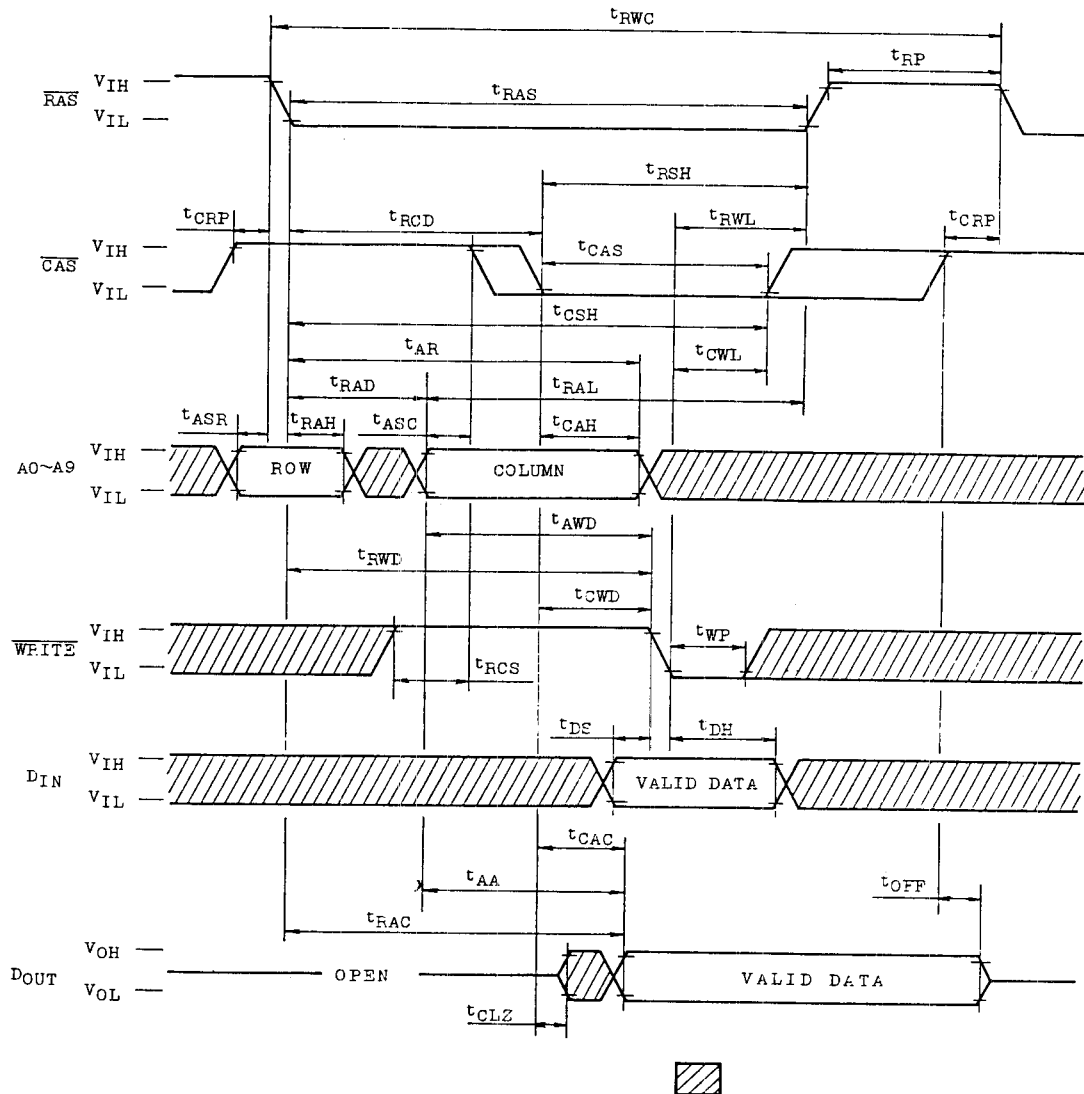 tRWC
tRP
RAS
VIH
VIL
tRAS
tRSH
tCRP
tRCD
tRWL
tCRP
CAS
VIH
VIL
tCAS
tCSH
tAR
tCWL
tRAD
tRAL
tASR
tRAH
tASC
tCAH
A0~A9
VIH
VIL
ROW
COLUMN
tAWD
tRWD
tCWD
WRITE
VIH
VIL
tWP
tRCS
tDS
tDH
DIN
VIH
VIL
VALID DATA
tCAC
tAA
tOFF
tRAC
DOUT
VOH
VOL
OPEN
VALID DATA
tCLZ